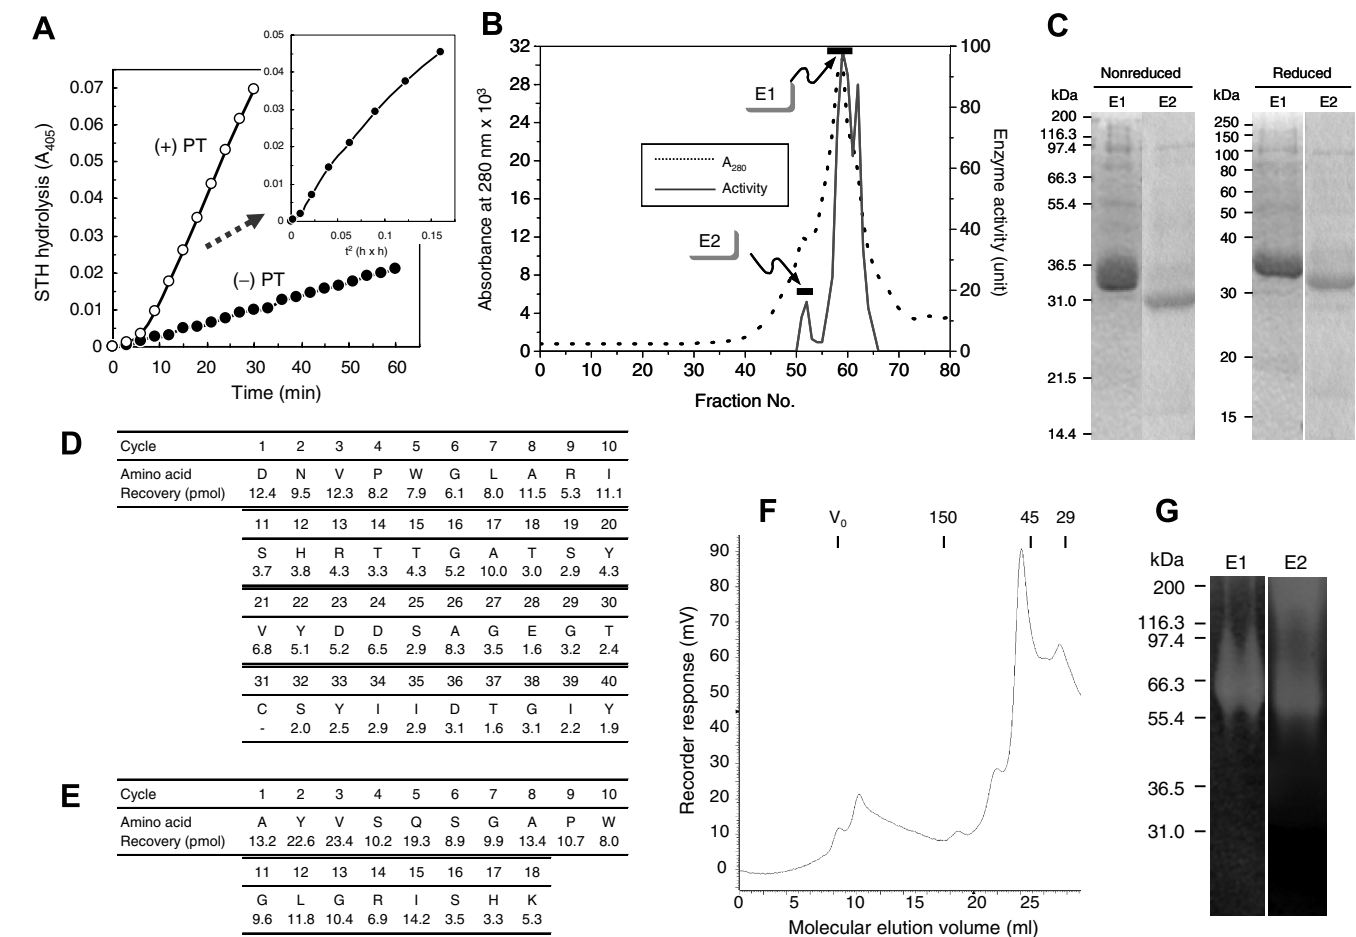 A
STH hydrolysis (A405)
0.07
0.06
0.05
0.04
0.03
0.02
0.01
0
0 10 20 30 40 50 60
Time (min)
(+) PT
(−) PT
0.05
0.04
0.03
0.02
0.01
0
0 0.05 0.1 0.15
t² (h x h)
B
Absorbance at 280 nm x 10³
32
28
24
20
16
12
8
4
0
0 10 20 30 40 50 60 70 80
Fraction No.
100
80
60
40
20
0
Enzyme activity (unit)
E1
E2
A280
Activity
C
Nonreduced
kDa E1 E2
200
116.3
97.4
66.3
55.4
36.5
31.0
21.5
14.4
Reduced
kDa E1 E2
250
150
100
80
60
50
40
30
20
15
D
Cycle 1 2 3 4 5 6 7 8 9 10
Amino acid D N V P W G L A R I
Recovery (pmol) 12.4 9.5 12.3 8.2 7.9 6.1 8.0 11.5 5.3 11.1
11 12 13 14 15 16 17 18 19 20
S H R T T G A T S Y
3.7 3.8 4.3 3.3 4.3 5.2 10.0 3.0 2.9 4.3
21 22 23 24 25 26 27 28 29 30
V Y D D S A G E G T
6.8 5.1 5.2 6.5 2.9 8.3 3.5 1.6 3.2 2.4
31 32 33 34 35 36 37 38 39 40
C S Y I I D T G I Y
- 2.0 2.5 2.9 2.9 3.1 1.6 3.1 2.2 1.9
E
Cycle 1 2 3 4 5 6 7 8 9 10
Amino acid A Y V S Q S G A P W
Recovery (pmol) 13.2 22.6 23.4 10.2 19.3 8.9 9.9 13.4 10.7 8.0
11 12 13 14 15 16 17 18
G L G R I S H K
9.6 11.8 10.4 6.9 14.2 3.5 3.3 5.3
F
V0 150 45 29
Recorder response (mV)
90
80
70
60
50
40
30
20
10
0
0 5 10 15 20 25
Molecular elution volume (ml)
G
kDa E1 E2
200
116.3
97.4
66.3
55.4
36.5
31.0